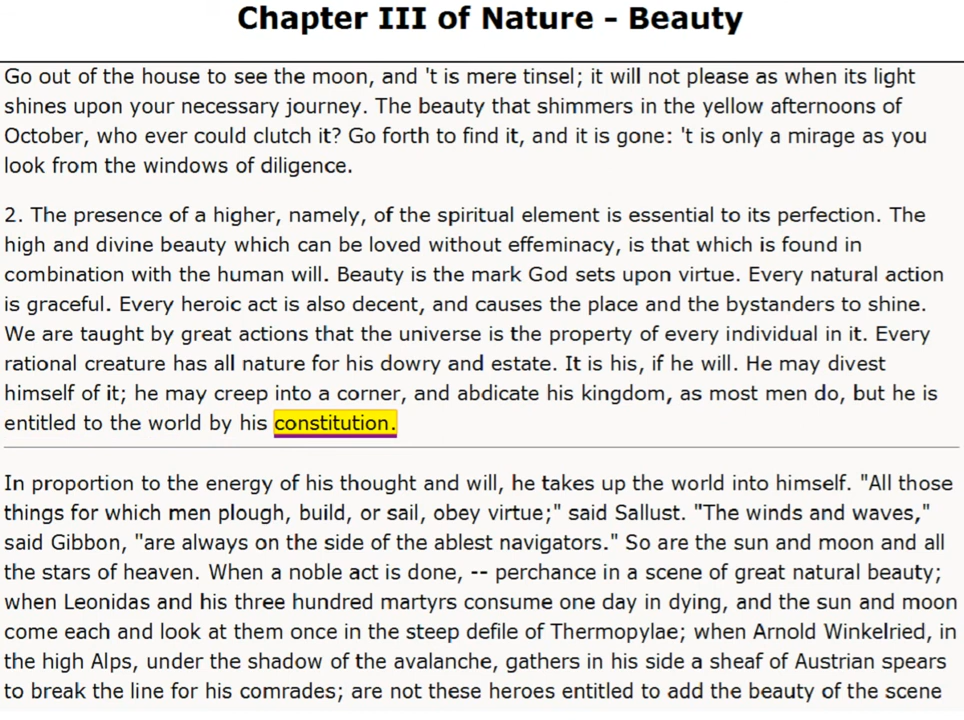 Chapter III of Nature - Beauty
Go out of the house to see the moon, and 't is mere tinsel; it will not please as when its light
shines upon your necessary journey. The beauty that shimmers in the yellow afternoons of
October, who ever could clutch it? Go forth to find it, and it is gone: 't is only a mirage as you
look from the windows of diligence.
2. The presence of a higher, namely, of the spiritual element is essential to its perfection. The
high and divine beauty which can be loved without effeminacy, is that which is found in
combination with the human will. Beauty is the mark God sets upon virtue. Every natural action
is graceful. Every heroic act is also decent, and causes the place and the bystanders to shine.
We are taught by great actions that the universe is the property of every individual in it. Every
rational creature has all nature for his dowry and estate. It is his, if he will. He may divest
himself of it; he may creep into a corner, and abdicate his kingdom, as most men do, but he is
entitled to the world by his constitution.
In proportion to the energy of his thought and will, he takes up the world into himself. "All those
things for which men plough, build, or sail, obey virtue;" said Sallust. "The winds and waves,"
said Gibbon, "are always on the side of the ablest navigators." So are the sun and moon and all
the stars of heaven. When a noble act is done, -- perchance in a scene of great natural beauty;
when Leonidas and his three hundred martyrs consume one day in dying, and the sun and moon
come each and look at them once in the steep defile of Thermopylae; when Arnold Winkelried, in
the high Alps, under the shadow of the avalanche, gathers in his side a sheaf of Austrian spears
to break the line for his comrades; are not these heroes entitled to add the beauty of the scene